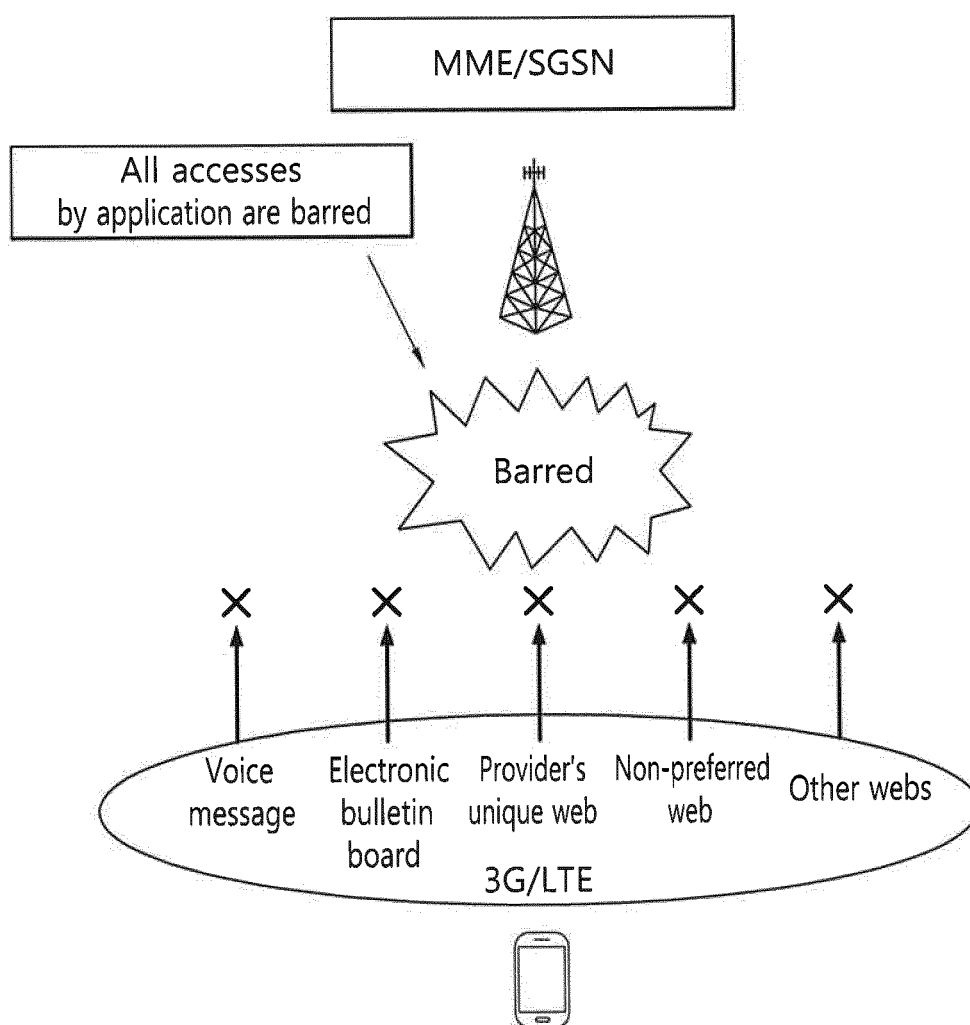 MME/SGSN
All accesses
by application are barred
Barred
Voice
message
Electronic
bulletin
board
Provider's
unique web
Non-preferred
web
Other webs
3G/LTE